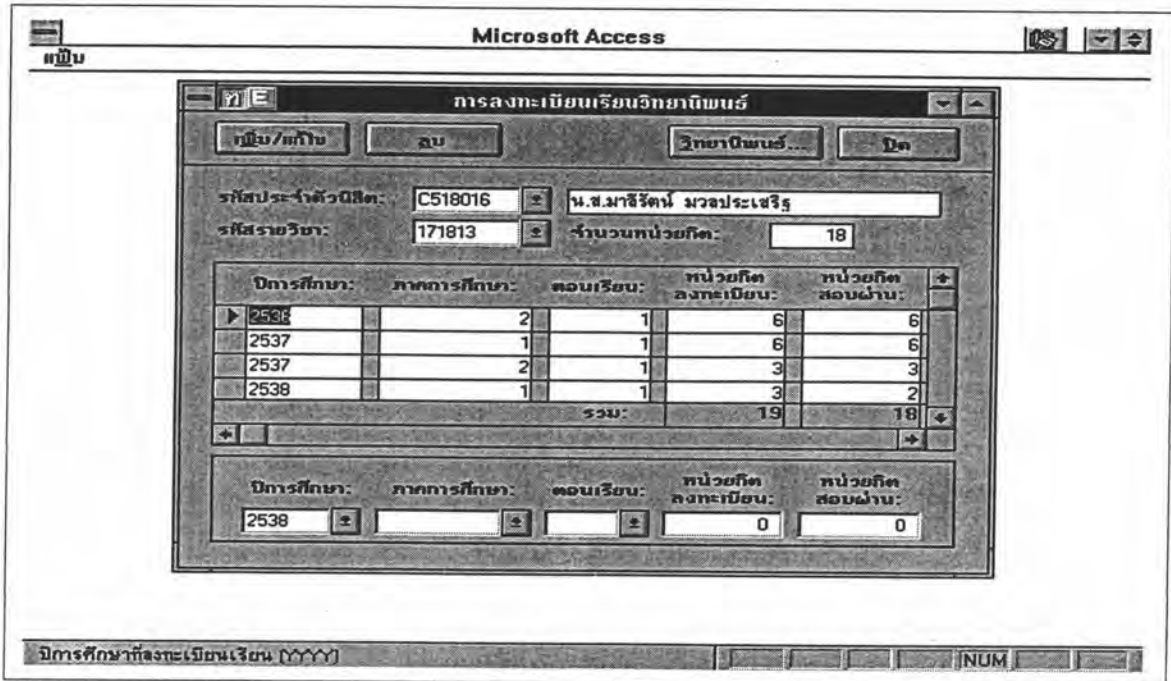 Microsoft Access
แฟ้ม
ก E การลงทะเบียนเรียนวิทยานิพนธ์
เพิ่ม/แก้ไข ลบ วิทยานิพนธ์... ปิด
รหัสประจำตัวนิสิต: C518016 น.ส.มาลีรัตน์ มวลประเสริฐ
รหัสรายวิชา: 171813 จำนวนหน่วยกิต: 18
ปีการศึกษา: ภาคการศึกษา: ตอนเรียน: หน่วยกิต ลงทะเบียน: หน่วยกิต สอบผ่าน:
2536 2 1 6 6
2537 1 1 6 6
2537 2 1 3 3
2538 1 1 3 2
รวม: 19 18
ปีการศึกษา: ภาคการศึกษา: ตอนเรียน: หน่วยกิต ลงทะเบียน: หน่วยกิต สอบผ่าน:
2538 0 0
ปีการศึกษาที่ลงทะเบียนเรียน [YYYY] NUM